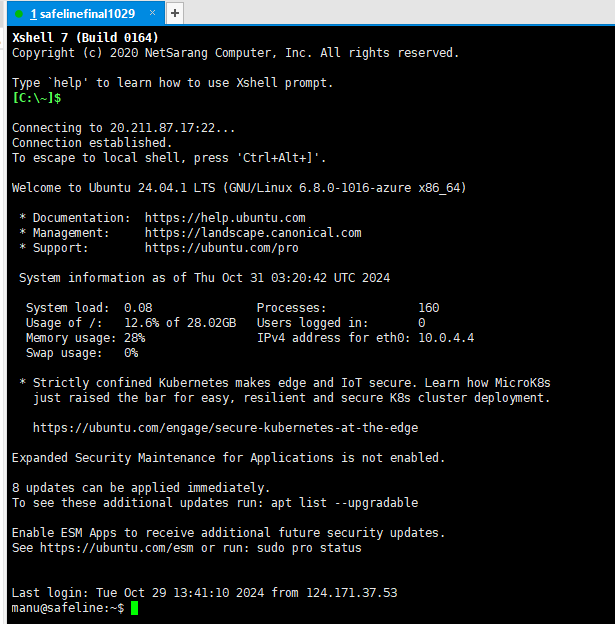 1 safelinefinal1029 × +
Xshell 7 (Build 0164)
Copyright (c) 2020 NetSarang Computer, Inc. All rights reserved.
Type `help' to learn how to use Xshell prompt.
[C:\~]$
Connecting to 20.211.87.17:22...
Connection established.
To escape to local shell, press 'Ctrl+Alt+]'.
Welcome to Ubuntu 24.04.1 LTS (GNU/Linux 6.8.0-1016-azure x86_64)
* Documentation:  https://help.ubuntu.com
* Management:     https://landscape.canonical.com
* Support:        https://ubuntu.com/pro
System information as of Thu Oct 31 03:20:42 UTC 2024
System load:  0.08               Processes:             160
Usage of /:   12.6% of 28.02GB   Users logged in:       0
Memory usage: 28%                IPv4 address for eth0: 10.0.4.4
Swap usage:   0%
* Strictly confined Kubernetes makes edge and IoT secure. Learn how MicroK8s
just raised the bar for easy, resilient and secure K8s cluster deployment.
https://ubuntu.com/engage/secure-kubernetes-at-the-edge
Expanded Security Maintenance for Applications is not enabled.
8 updates can be applied immediately.
To see these additional updates run: apt list --upgradable
Enable ESM Apps to receive additional future security updates.
See https://ubuntu.com/esm or run: sudo pro status
Last login: Tue Oct 29 13:41:10 2024 from 124.171.37.53
manu@safeline:~$